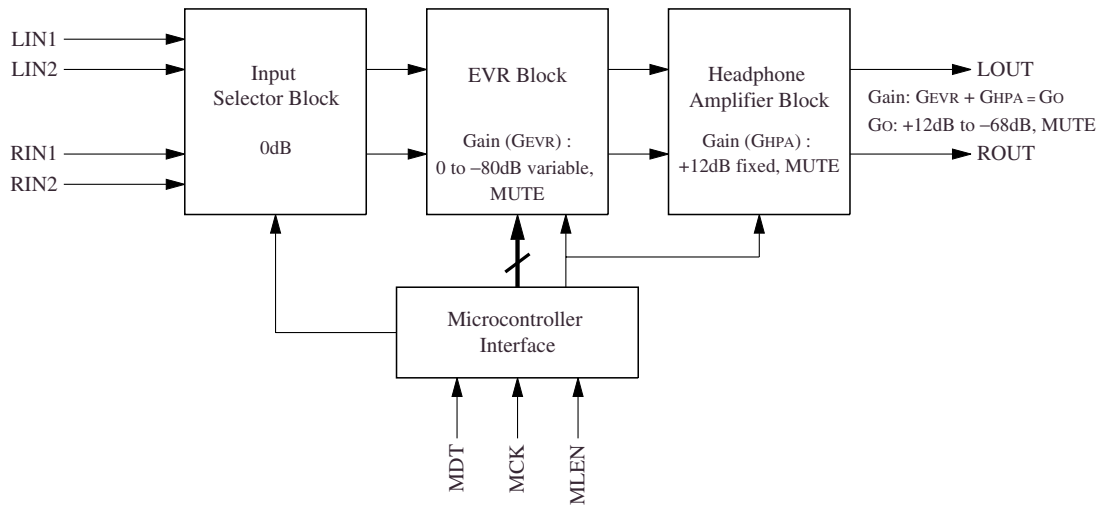 LIN1
LIN2
RIN1
RIN2
Input
Selector Block
0dB
EVR Block
Gain (GEVR) :
0 to −80dB variable,
MUTE
Headphone
Amplifier Block
Gain (GHPA) :
+12dB fixed, MUTE
LOUT
Gain: GEVR + GHPA = GO
GO: +12dB to −68dB, MUTE
ROUT
Microcontroller
Interface
MDT
MCK
MLEN